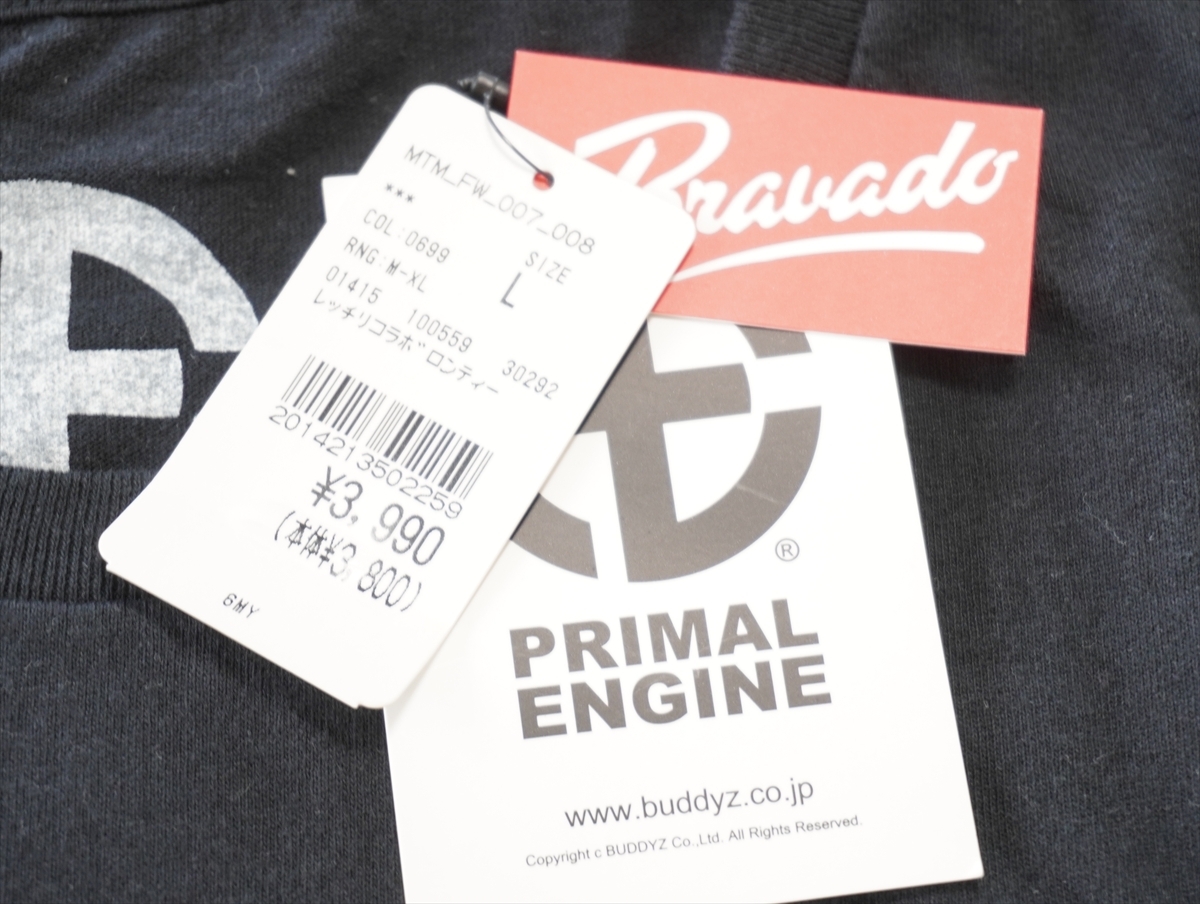 MTM_FW_007_008
***
COL:0699
SIZE
RNG:M-XL
L
01415 100559 30292
レッチリコラボ ロンティー
2014213502259
¥3,990
(本体¥3,800)
6MY
Bravado
®
PRIMAL
ENGINE
www.buddyz.co.jp
Copyright c BUDDYZ Co.,Ltd. All Rights Reserved.